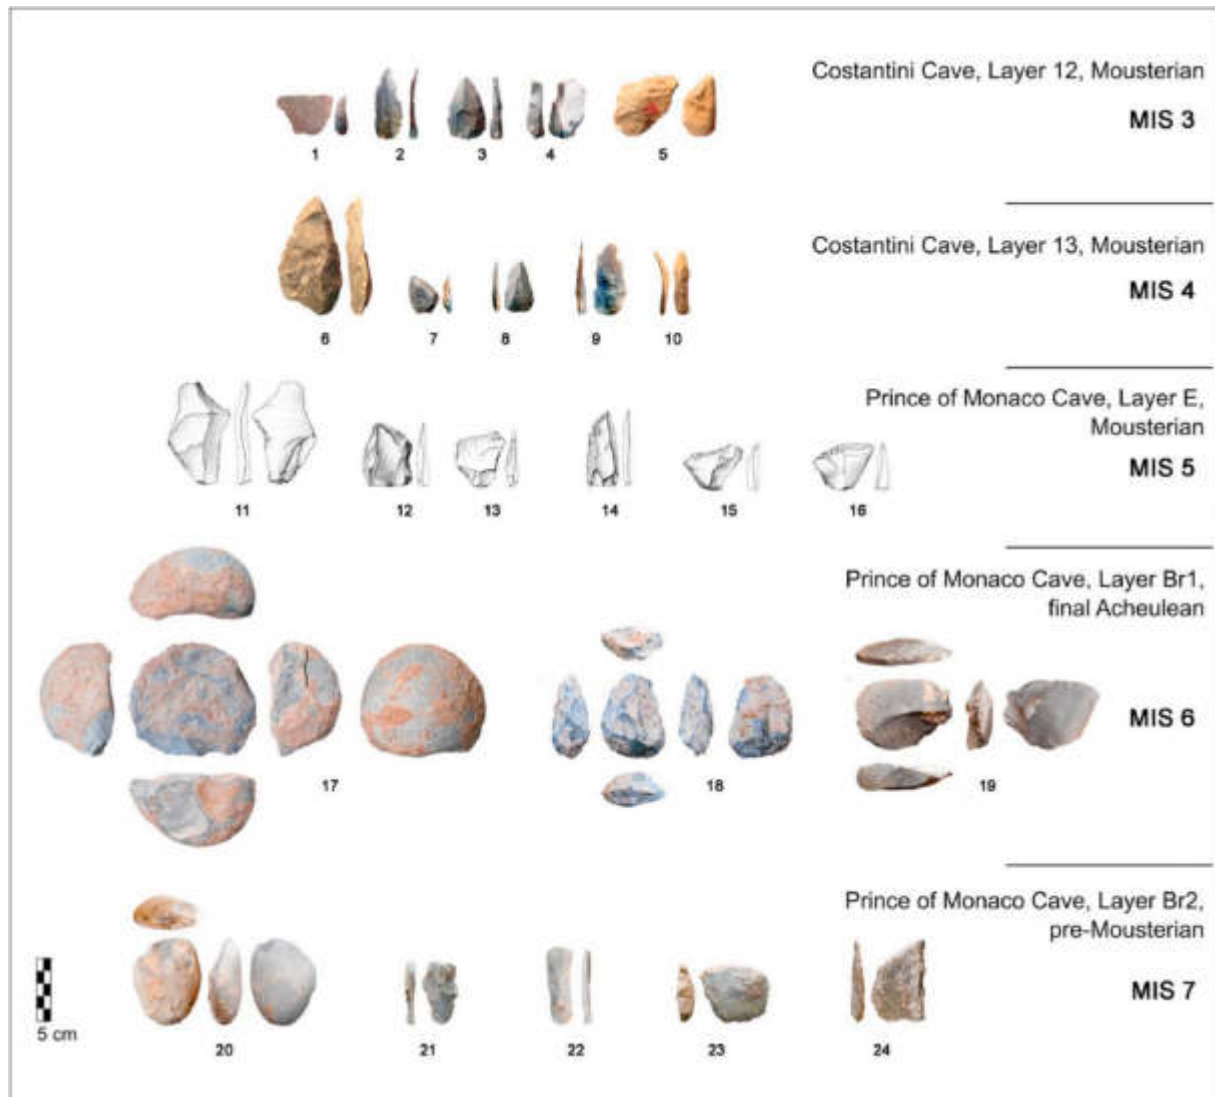 Costantini Cave, Layer 12, Mousterian
MIS 3
1 2 3 4 5
Costantini Cave, Layer 13, Mousterian
MIS 4
6 7 8 9 10
Prince of Monaco Cave, Layer E,
Mousterian
MIS 5
11 12 13 14 15 16
Prince of Monaco Cave, Layer Br1,
final Acheulean
MIS 6
17 18 19
Prince of Monaco Cave, Layer Br2,
pre-Mousterian
MIS 7
5 cm
20 21 22 23 24